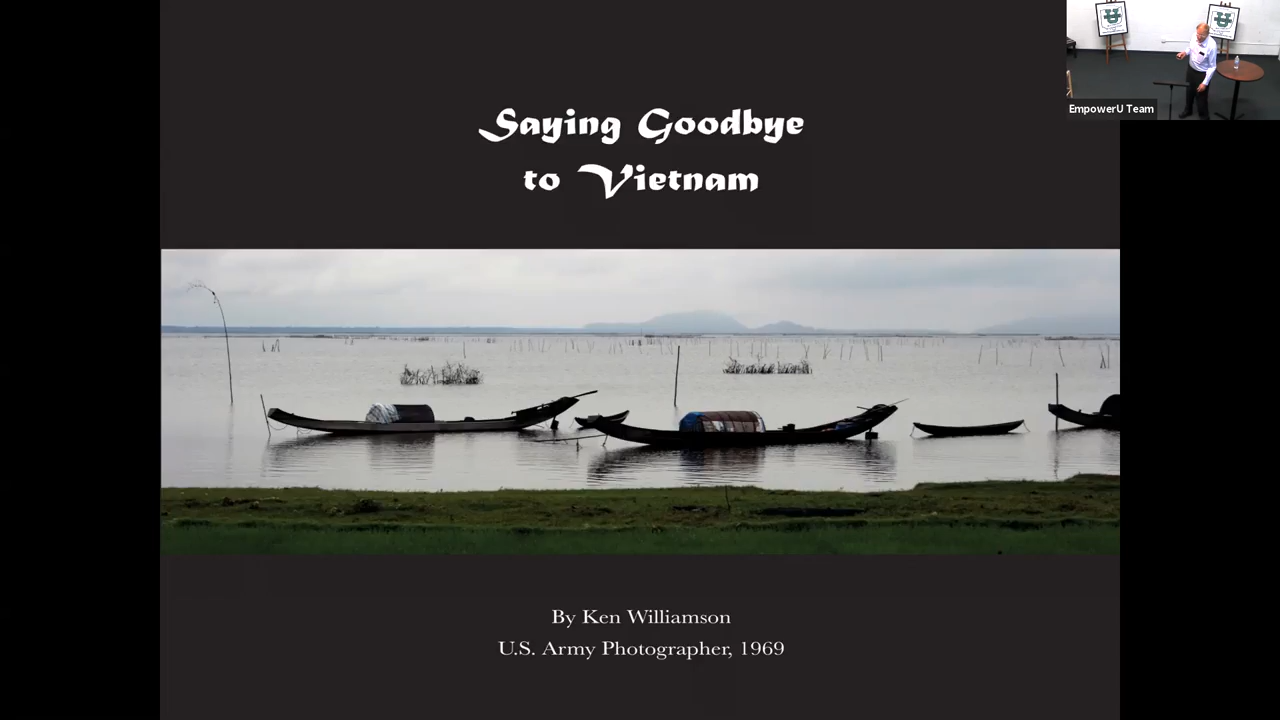 Saying Goodbye
to Vietnam
EmpowerU Team
By Ken Williamson
U.S. Army Photographer, 1969